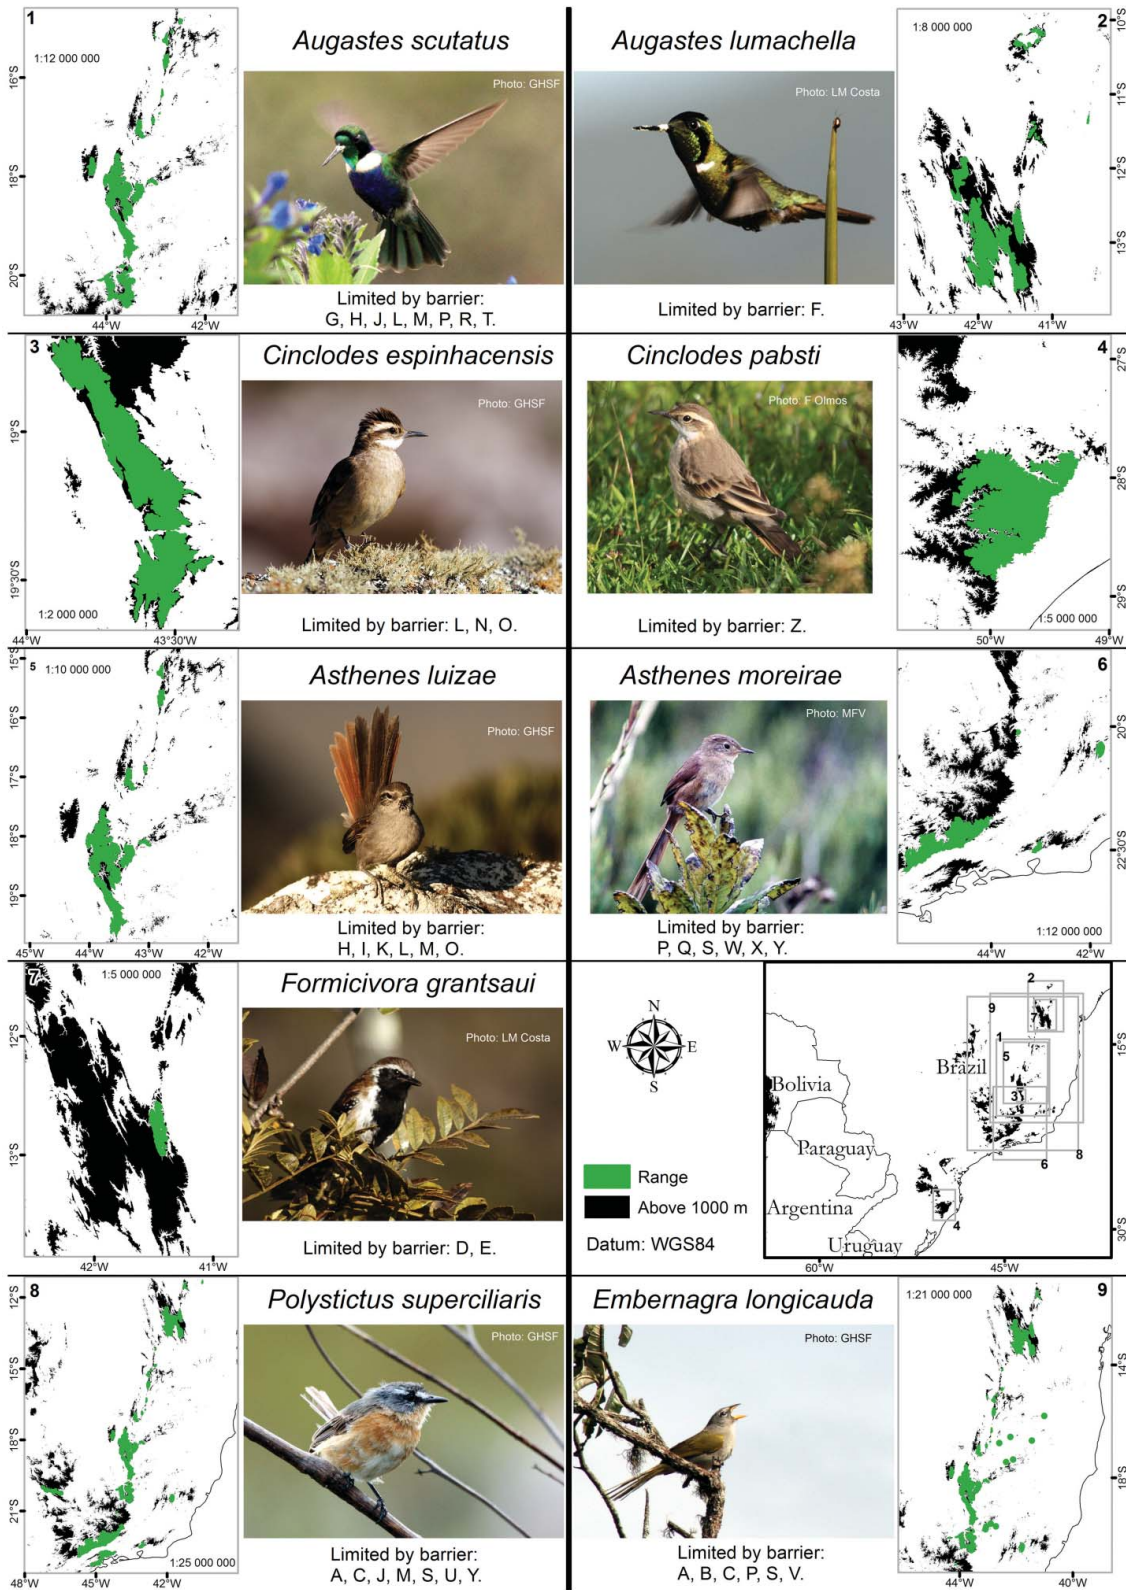 1
1:12 000 000
16°S
18°S
20°S
44°W
42°W
Augastes scutatus
Photo: GHSF
Limited by barrier:
G, H, J, L, M, P, R, T.
Augastes lumachella
Photo: LM Costa
Limited by barrier: F.
2
1:8 000 000
10°S
11°S
12°S
13°S
43°W
42°W
41°W
3
19°S
19°30'S
1:2 000 000
44°W
43°30'W
Cinclodes espinhacensis
Photo: GHSF
Limited by barrier: L, N, O.
Cinclodes pabsti
Photo: F Olmos
Limited by barrier: Z.
4
27°S
28°S
29°S
1:5 000 000
50°W
49°W
5
1:10 000 000
15°S
16°S
17°S
18°S
19°S
45°W
44°W
43°W
42°W
Asthenes luizae
Photo: GHSF
Limited by barrier:
H, I, K, L, M, O.
Asthenes moreirae
Photo: MFV
Limited by barrier:
P, Q, S, W, X, Y.
6
20°S
22°30'S
1:12 000 000
44°W
41°W
7
1:5 000 000
12°S
13°S
42°W
41°W
Formicivora grantsaui
Photo: LM Costa
Limited by barrier: D, E.
N
W
E
S
Range
Above 1000 m
Datum: WGS84
2
9
7
1
5
3
8
6
4
Brazil
Bolivia
Paraguay
Argentina
Uruguay
15°S
30°S
60°W
45°W
8
12°S
15°S
18°S
21°S
1:25 000 000
48°W
45°W
42°W
Polystictus superciliaris
Photo: GHSF
Limited by barrier:
A, C, J, M, S, U, Y.
Embernagra longicauda
Photo: GHSF
Limited by barrier:
A, B, C, P, S, V.
1:21 000 000
9
14°S
18°S
44°W
40°W